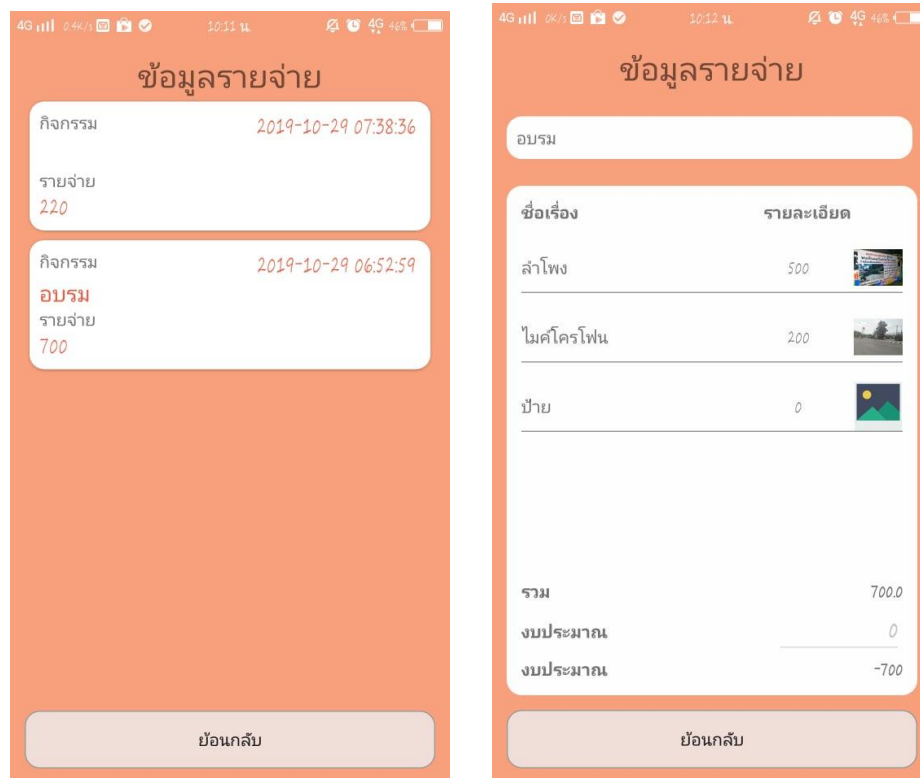 4G 0.4K/s 10:11 น. 4G 46%
ข้อมูลรายจ่าย
กิจกรรม 2019-10-29 07:38:36
รายจ่าย
220
กิจกรรม 2019-10-29 06:52:59
อบรม
รายจ่าย
700
ย้อนกลับ
4G 0K/s 10:12 น. 4G 46%
ข้อมูลรายจ่าย
อบรม
ชื่อเรื่อง รายละเอียด
ลำโพง 500
ไมค์โครโฟน 200
ป้าย 0
รวม 700.0
งบประมาณ 0
งบประมาณ -700
ย้อนกลับ